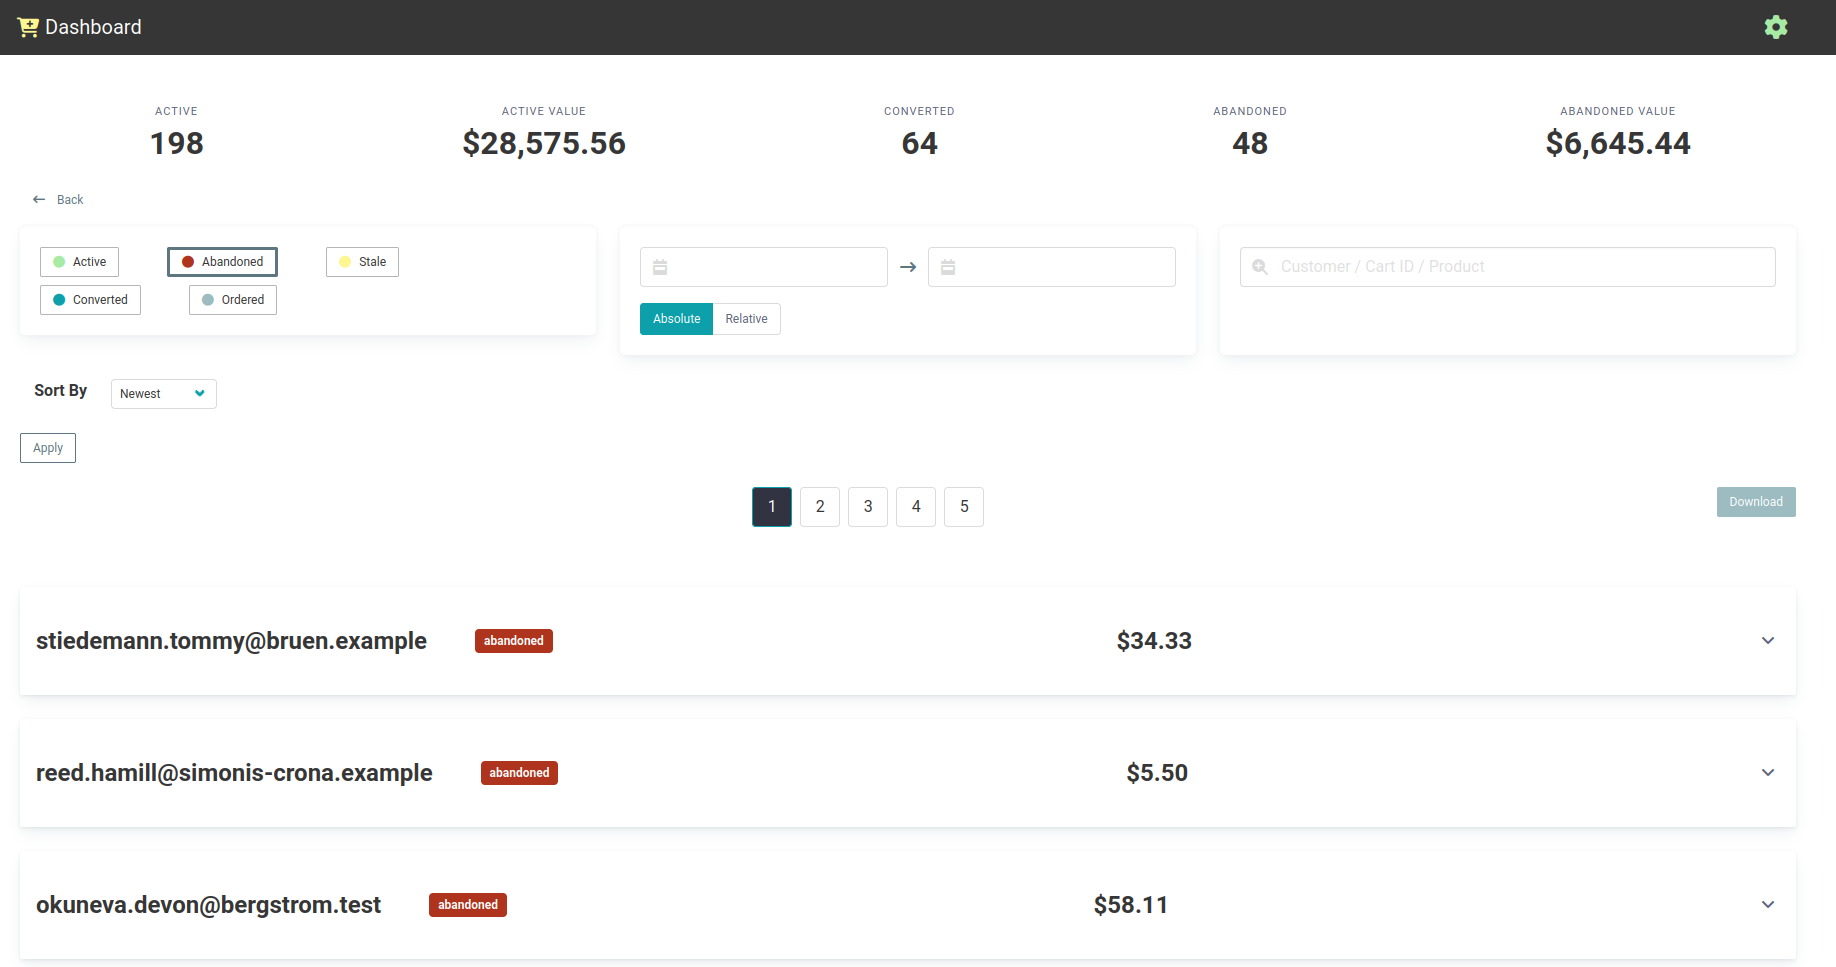 Dashboard
ACTIVE
198
ACTIVE VALUE
$28,575.56
CONVERTED
64
ABANDONED
48
ABANDONED VALUE
$6,645.44
Back
Active
Abandoned
Stale
Converted
Ordered
Absolute
Relative
Customer / Cart ID / Product
Sort By
Newest
Apply
1 2 3 4 5
Download
stiedemann.tommy@bruen.example abandoned $34.33
reed.hamill@simonis-crona.example abandoned $5.50
okuneva.devon@bergstrom.test abandoned $58.11